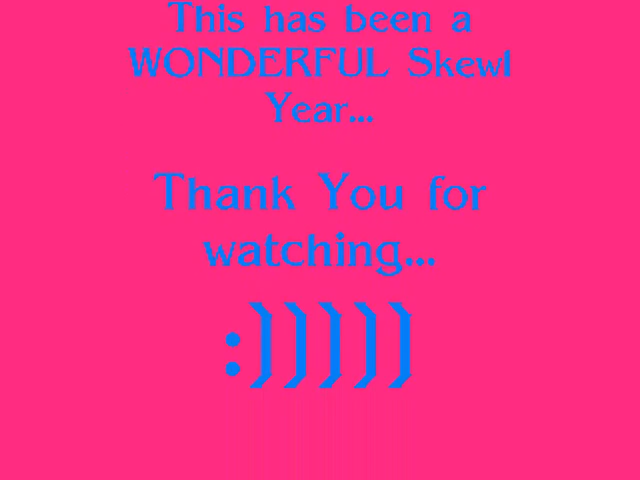 This has been a
WONDERFUL Skewl
Year...
Thank You for
watching...
:)))))